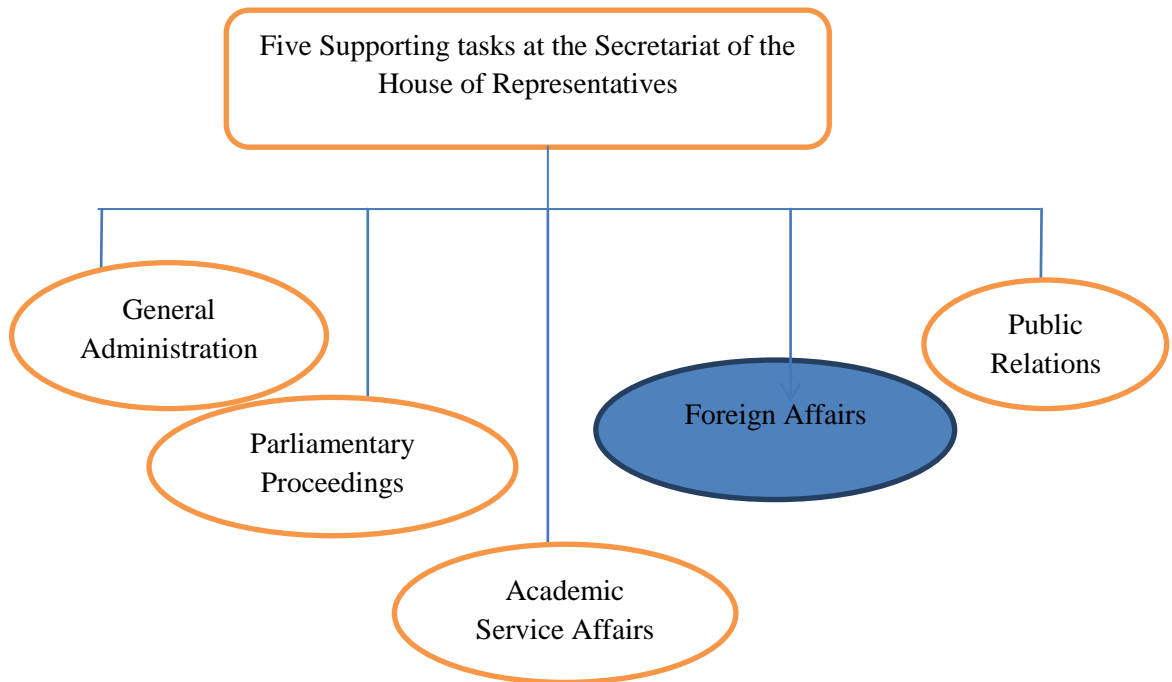 Five Supporting tasks at the Secretariat of the
House of Representatives
General
Administration
Parliamentary
Proceedings
Academic
Service Affairs
Foreign Affairs
Public
Relations